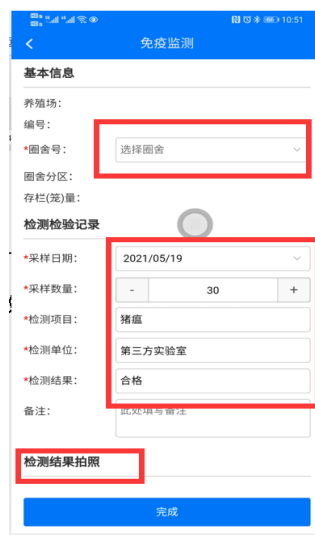 10:51
免疫监测
基本信息
养殖场：
编号：
*圈舍号： 选择圈舍
圈舍分区：
存栏(笼)量：
检测检验记录
*采样日期： 2021/05/19
*采样数量： - 30 +
*检测项目： 猪瘟
*检测单位： 第三方实验室
*检测结果： 合格
备注： 此处填写备注
检测结果拍照
完成